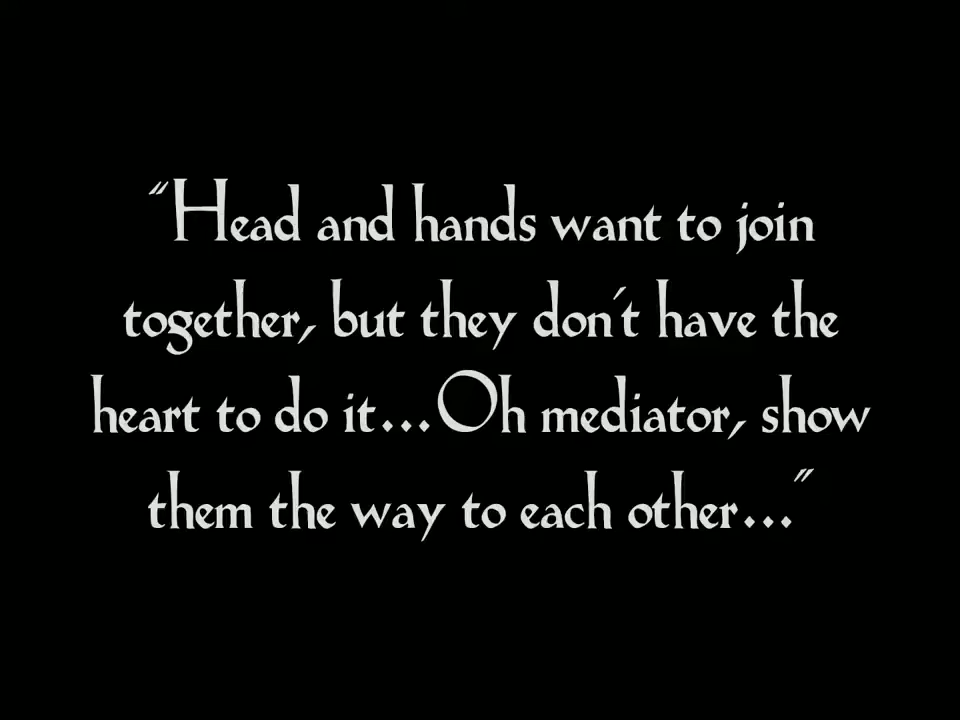 "Head and hands want to join
together, but they don't have the
heart to do it...Oh mediator, show
them the way to each other..."